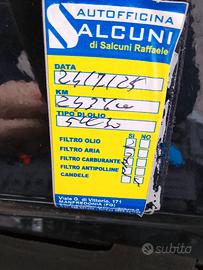 AUTOFFICINA
SALCUNI
di Salcuni Raffaele
DATA
KM
TIPO DI OLIO
SI NO
FILTRO OLIO
FILTRO ARIA
FILTRO CARBURANTE
FILTRO ANTIPOLLINE
CANDELE
Viale G. di Vittorio, 171
MANFREDONIA (FG)
subito